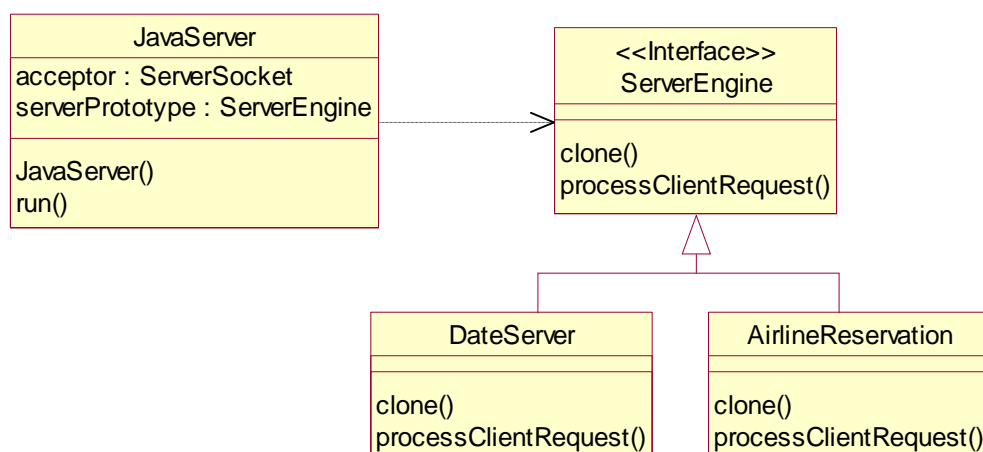 JavaServer
acceptor : ServerSocket
serverPrototype : ServerEngine
JavaServer()
run()
<<Interface>>
ServerEngine
clone()
processClientRequest()
DateServer
clone()
processClientRequest()
AirlineReservation
clone()
processClientRequest()